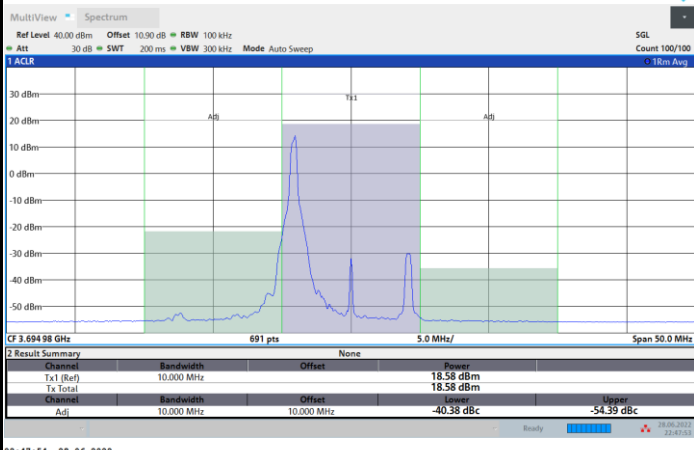 MultiView Spectrum
Ref Level 40.00 dBm Offset 10.90 dB RBW 100 kHz SGL
Att 30 dB SWT 200 ms VBW 300 kHz Mode Auto Sweep Count 100/100
1 ACLR 1Rm Avg
30 dBm
Tx1
20 dBm
Adj Adj
10 dBm
0 dBm
-10 dBm
-20 dBm
-30 dBm
-40 dBm
-50 dBm
CF 3.694 98 GHz 691 pts 5.0 MHz/ Span 50.0 MHz
2 Result Summary None
Channel Bandwidth Offset Power
Tx1 (Ref) 10.000 MHz 18.58 dBm
Tx Total 18.58 dBm
Channel Bandwidth Offset Lower Upper
Adj 10.000 MHz 10.000 MHz -40.38 dBc -54.39 dBc
Ready 28.06.2022
22:47:53